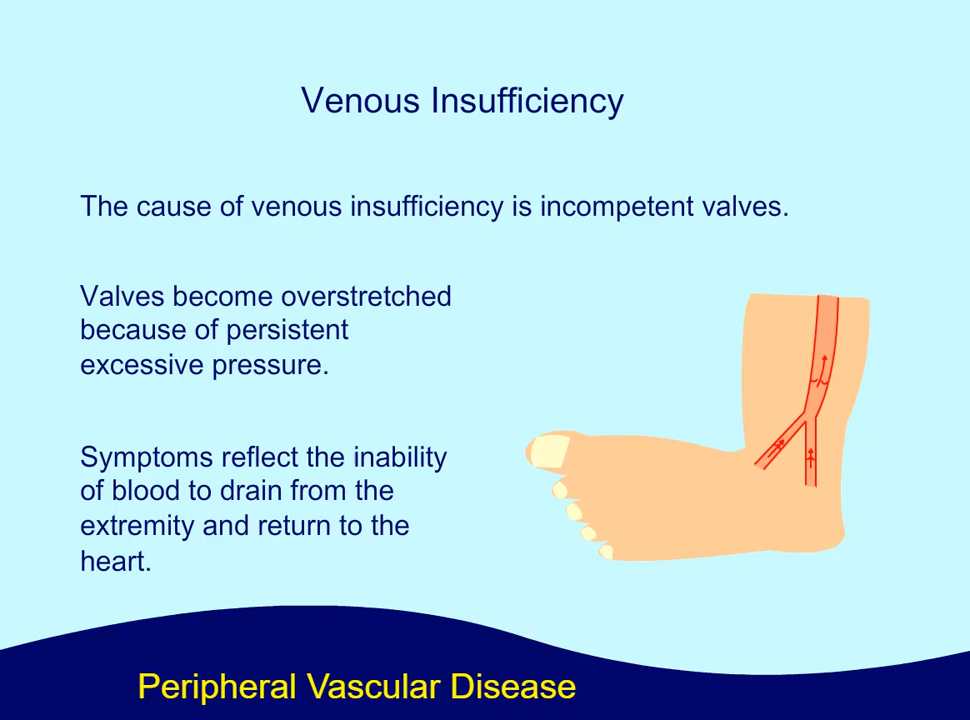 Venous Insufficiency
The cause of venous insufficiency is incompetent valves.
Valves become overstretched
because of persistent
excessive pressure.
Symptoms reflect the inability
of blood to drain from the
extremity and return to the
heart.
Peripheral Vascular Disease